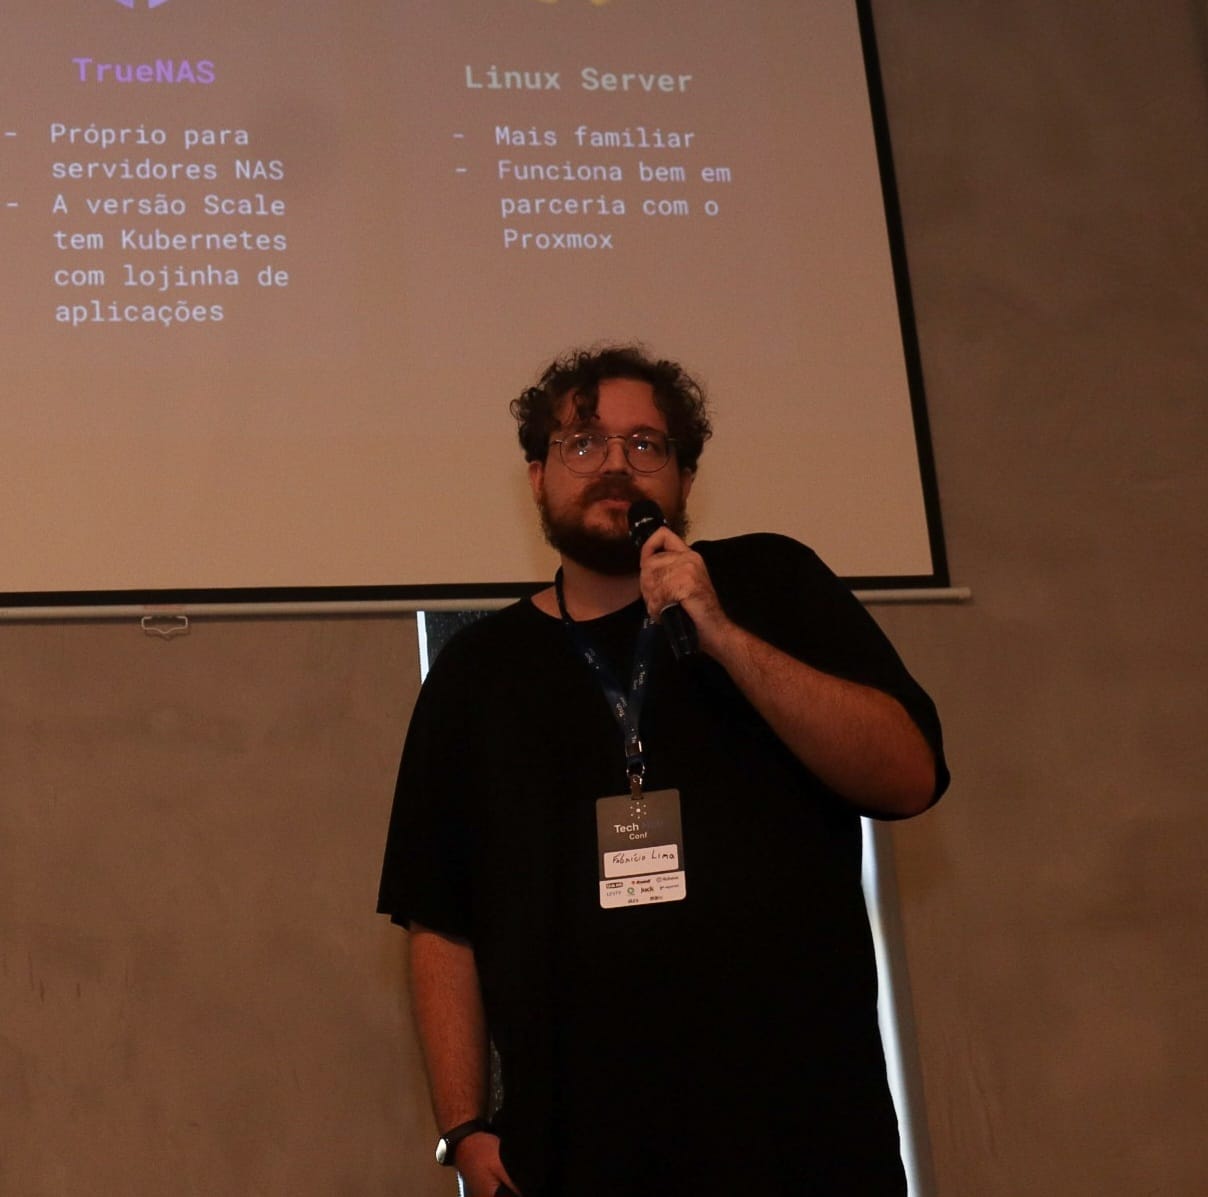 TrueNAS
- Próprio para
servidores NAS
- A versão Scale
tem Kubernetes
com lojinha de
aplicações
Linux Server
- Mais familiar
- Funciona bem em
parceria com o
Proxmox
Tech
Conf
Fabricio Lima